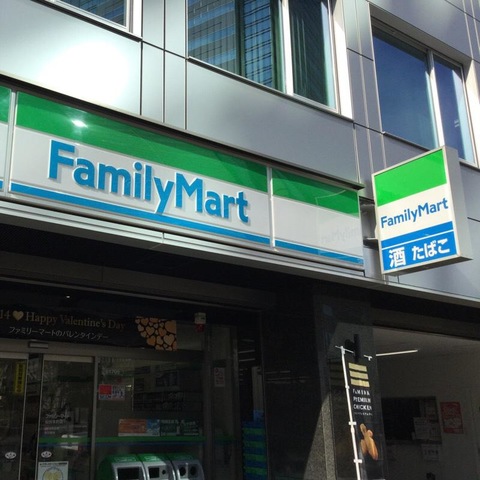 FamilyMart
FamilyMart
酒 たばこ
14 Happy Valentine's Day
ファミリーマートのバレンタインデー
PREMIUM
CHICKEN